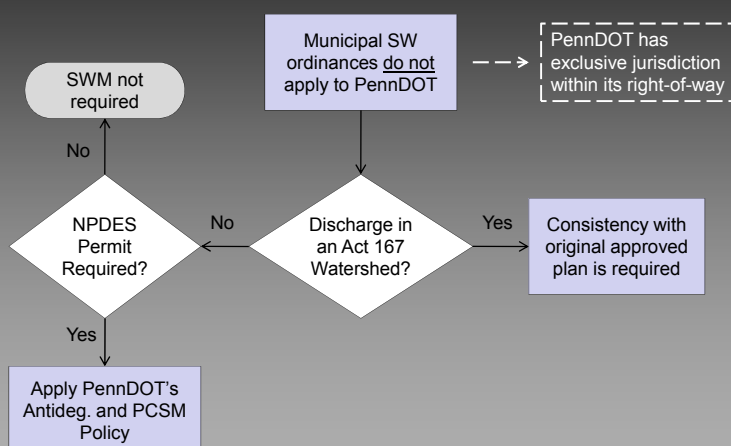 Municipal SW
ordinances do not
apply to PennDOT
PennDOT has
exclusive jurisdiction
within its right-of-way
SWM not
required
No
NPDES
Permit
Required?
No
Discharge in
an Act 167
Watershed?
Yes
Consistency with
original approved
plan is required
Yes
Apply PennDOT's
Antideg. and PCSM
Policy